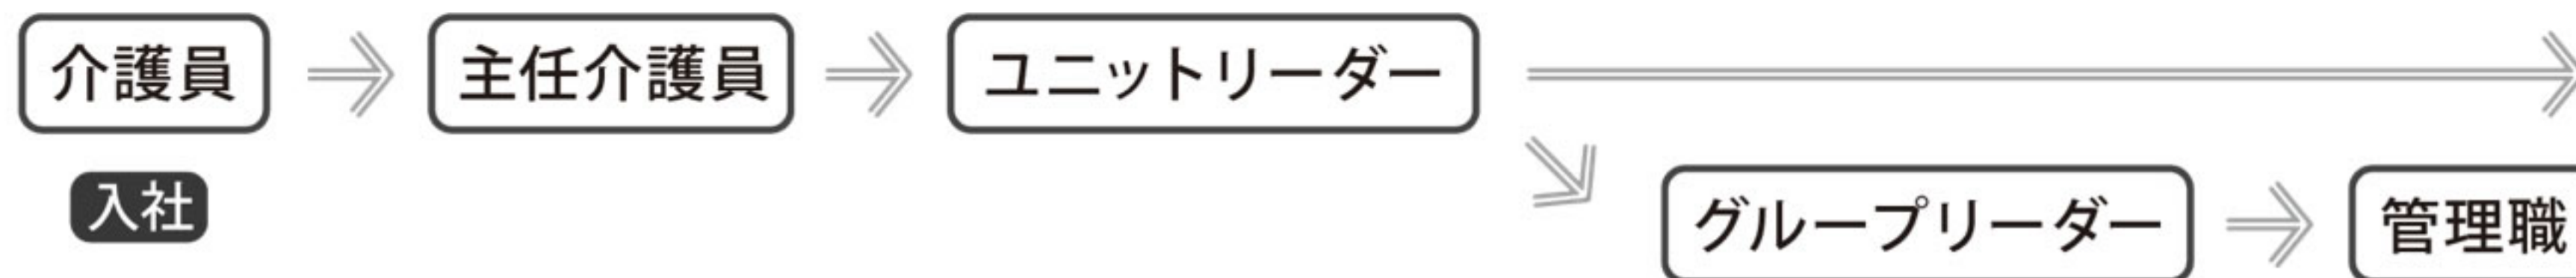 介護員
主任介護員
ユニットリーダー
入社
グループリーダー
管理職